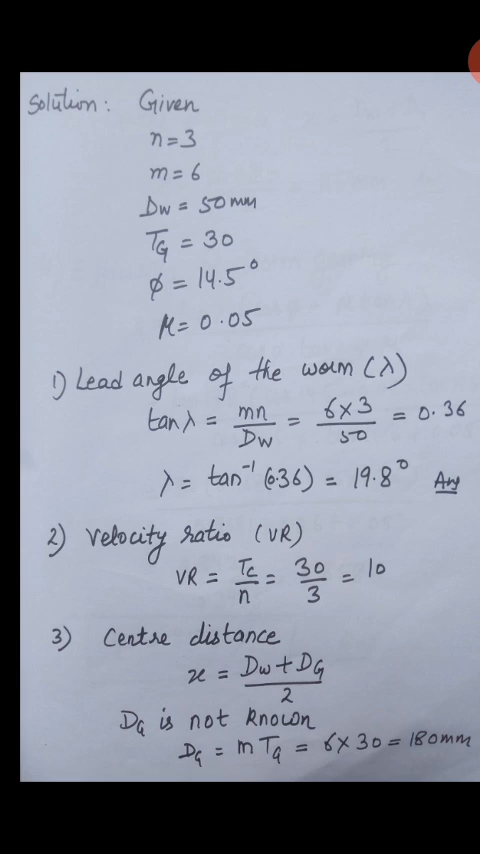 Solution: Given
n = 3
m = 6
Dw = 50 mm
TG = 30
φ = 14.5°
μ = 0.05
1) Lead angle of the worm (λ)
tan λ = mn/Dw = 6×3/50 = 0.36
λ = tan⁻¹ (0.36) = 19.8° Ans
2) Velocity ratio (VR)
VR = TG/n = 30/3 = 10
3) Centre distance
x = Dw + DG/2
DG is not known
DG = m TG = 6 × 30 = 180 mm